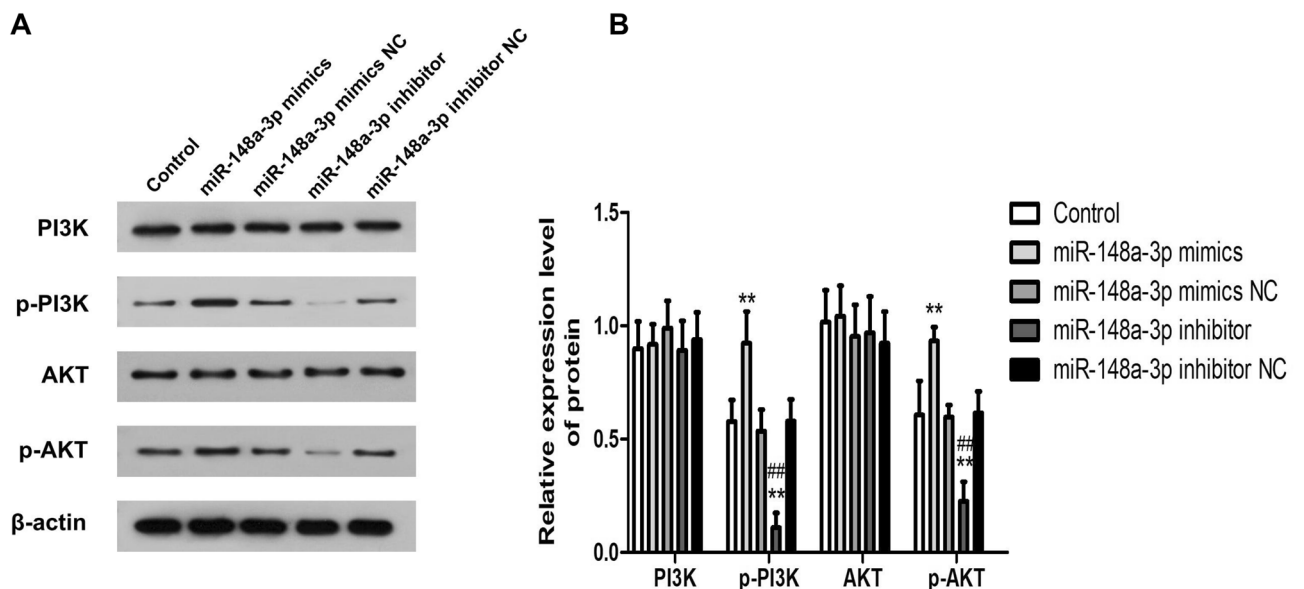 A
Control
miR-148a-3p mimics
miR-148a-3p mimics NC
miR-148a-3p inhibitor
miR-148a-3p inhibitor NC
PI3K
p-PI3K
AKT
p-AKT
β-actin
B
Relative expression level
of protein
1.5
1.0
0.5
0.0
**
##
**
**
##
**
PI3K
p-PI3K
AKT
p-AKT
Control
miR-148a-3p mimics
miR-148a-3p mimics NC
miR-148a-3p inhibitor
miR-148a-3p inhibitor NC